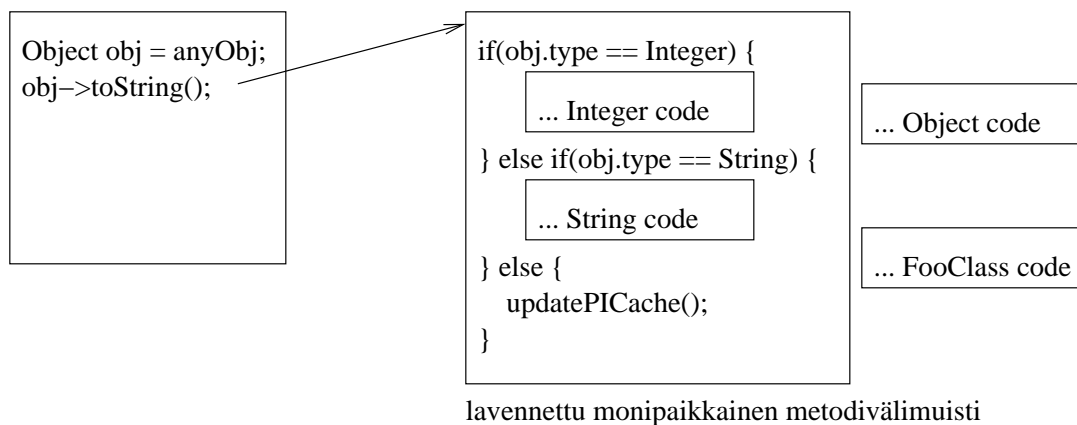 Object obj = anyObj;
obj−>toString();
if(obj.type == Integer) {
... Integer code
} else if(obj.type == String) {
... String code
} else {
updatePICache();
}
... Object code
... FooClass code
lavennettu monipaikkainen metodivälimuisti